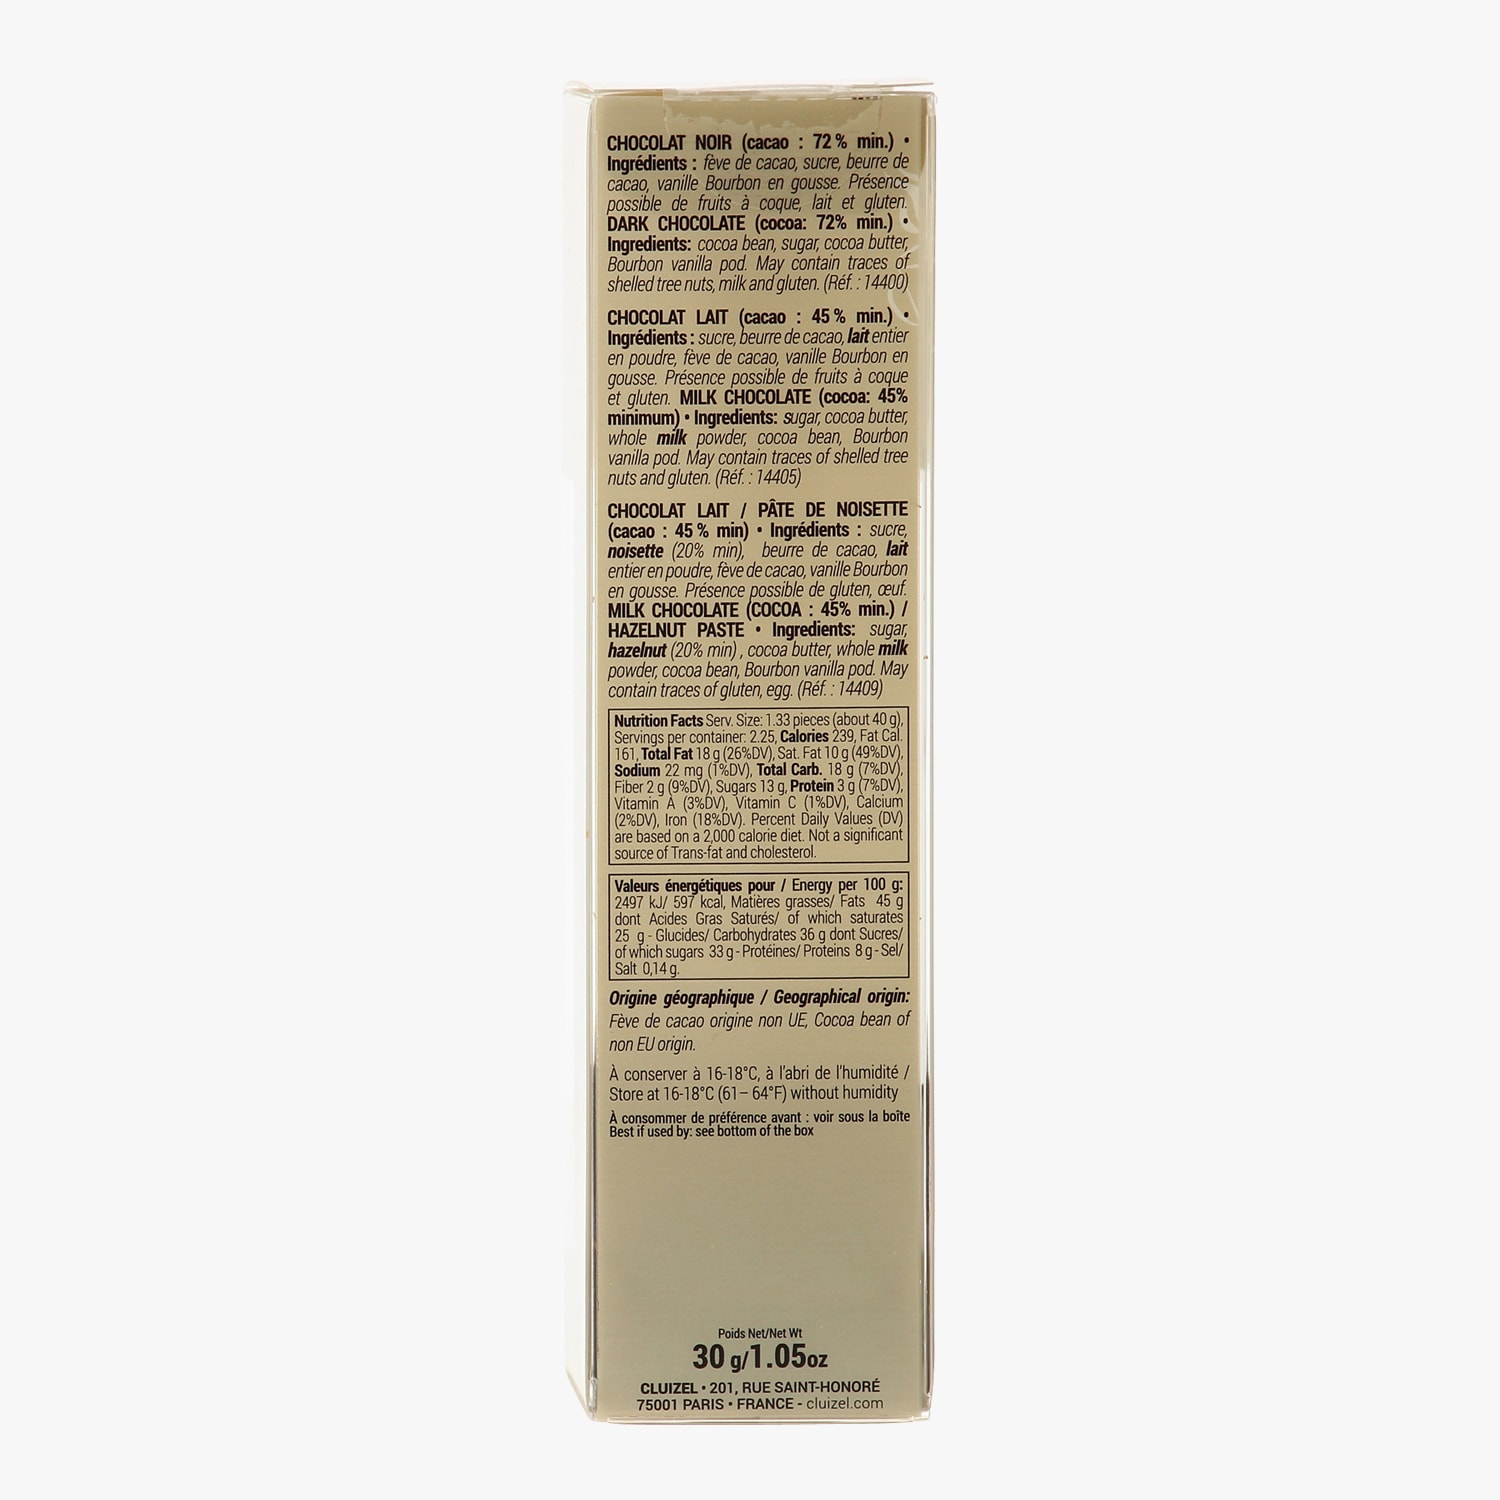 CHOCOLAT NOIR (cacao : 72 % min.) •
Ingrédients : fève de cacao, sucre, beurre de
cacao, vanille Bourbon en gousse. Présence
possible de fruits à coque, lait et gluten.
DARK CHOCOLATE (cocoa: 72% min.) •
Ingredients: cocoa bean, sugar, cocoa butter,
Bourbon vanilla pod. May contain traces of
shelled tree nuts, milk and gluten. (Réf. : 14400)
CHOCOLAT LAIT (cacao : 45 % min.) •
Ingrédients : sucre, beurre de cacao, lait entier
en poudre, fève de cacao, vanille Bourbon en
gousse. Présence possible de fruits à coque
et gluten. MILK CHOCOLATE (cocoa: 45%
minimum) • Ingredients: sugar, cocoa butter,
whole milk powder, cocoa bean, Bourbon
vanilla pod. May contain traces of shelled tree
nuts and gluten. (Réf. : 14405)
CHOCOLAT LAIT / PÂTE DE NOISETTE
(cacao : 45 % min) • Ingrédients : sucre,
noisette (20% min), beurre de cacao, lait
entier en poudre, fève de cacao, vanille Bourbon
en gousse. Présence possible de gluten, œuf.
MILK CHOCOLATE (COCOA : 45% min.) /
HAZELNUT PASTE • Ingredients: sugar,
hazelnut (20% min) , cocoa butter, whole milk
powder, cocoa bean, Bourbon vanilla pod. May
contain traces of gluten, egg. (Réf. : 14409)
Nutrition Facts Serv. Size: 1.33 pieces (about 40 g),
Servings per container: 2.25, Calories 239, Fat Cal.
161, Total Fat 18 g (26%DV), Sat. Fat 10 g (49%DV),
Sodium 22 mg (1%DV), Total Carb. 18 g (7%DV),
Fiber 2 g (9%DV), Sugars 13 g, Protein 3 g (7%DV),
Vitamin A (3%DV), Vitamin C (1%DV), Calcium
(2%DV), Iron (18%DV). Percent Daily Values (DV)
are based on a 2,000 calorie diet. Not a significant
source of Trans-fat and cholesterol.
Valeurs énergétiques pour / Energy per 100 g:
2497 kJ/ 597 kcal, Matières grasses/ Fats 45 g
dont Acides Gras Saturés/ of which saturates
25 g - Glucides/ Carbohydrates 36 g dont Sucres/
of which sugars 33 g - Protéines/ Proteins 8 g - Sel/
Salt 0,14 g.
Origine géographique / Geographical origin:
Fève de cacao origine non UE, Cocoa bean of
non EU origin.
À conserver à 16-18°C, à l'abri de l'humidité /
Store at 16-18°C (61– 64°F) without humidity
À consommer de préférence avant : voir sous la boîte
Best if used by: see bottom of the box
Poids Net/Net Wt
30 g/1.05oz
CLUIZEL • 201, RUE SAINT-HONORÉ
75001 PARIS • FRANCE - cluizel.com